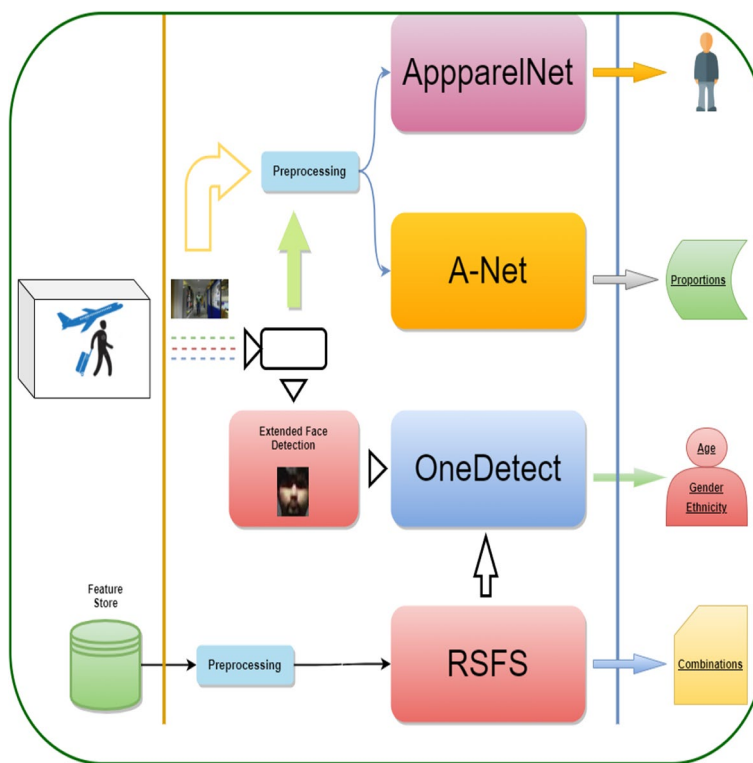 AppparelNet
Preprocessing
A-Net
Proportions
Extended Face
Detection
OneDetect
Age
Gender
Ethnicity
Feature
Store
Preprocessing
RSFS
Combinations